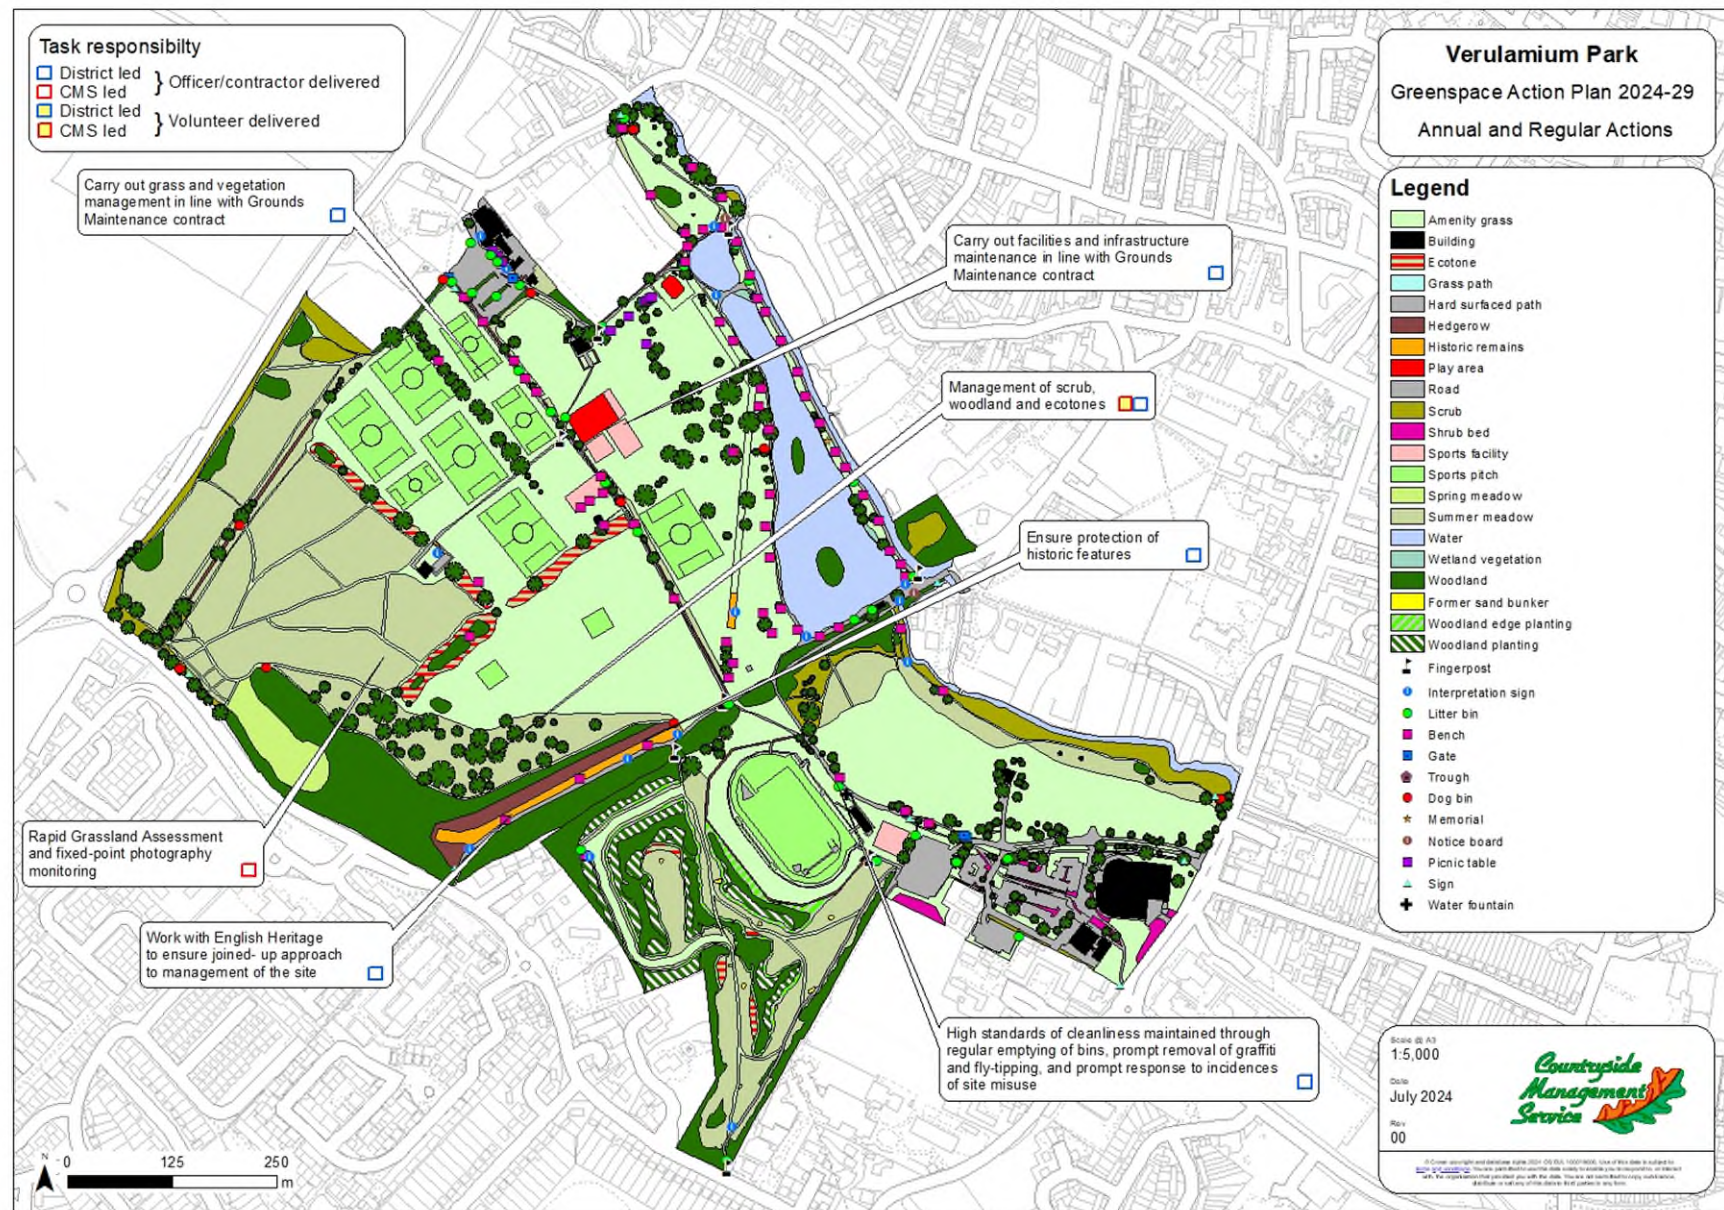 Task responsibilty
District led
CMS led
} Officer/contractor delivered
District led
CMS led
} Volunteer delivered
Verulamium Park
Greenspace Action Plan 2024-29
Annual and Regular Actions
Carry out grass and vegetation
management in line with Grounds
Maintenance contract
Carry out facilities and infrastructure
maintenance in line with Grounds
Maintenance contract
Management of scrub,
woodland and ecotones
Ensure protection of
historic features
Rapid Grassland Assessment
and fixed-point photography
monitoring
Work with English Heritage
to ensure joined- up approach
to management of the site
High standards of cleanliness maintained through
regular emptying of bins, prompt removal of graffiti
and fly-tipping, and prompt response to incidences
of site misuse
Legend
Amenity grass
Building
Ecotone
Grass path
Hard surfaced path
Hedgerow
Historic remains
Play area
Road
Scrub
Shrub bed
Sports facility
Sports pitch
Spring meadow
Summer meadow
Water
Wetland vegetation
Woodland
Former sand bunker
Woodland edge planting
Woodland planting
Fingerpost
Interpretation sign
Litter bin
Bench
Gate
Trough
Dog bin
Memorial
Notice board
Picnic table
Sign
Water fountain
Scale @ A3
1:5,000
Date
July 2024
Rev
00
Countryside
Management
Service
N
0 125 250
m